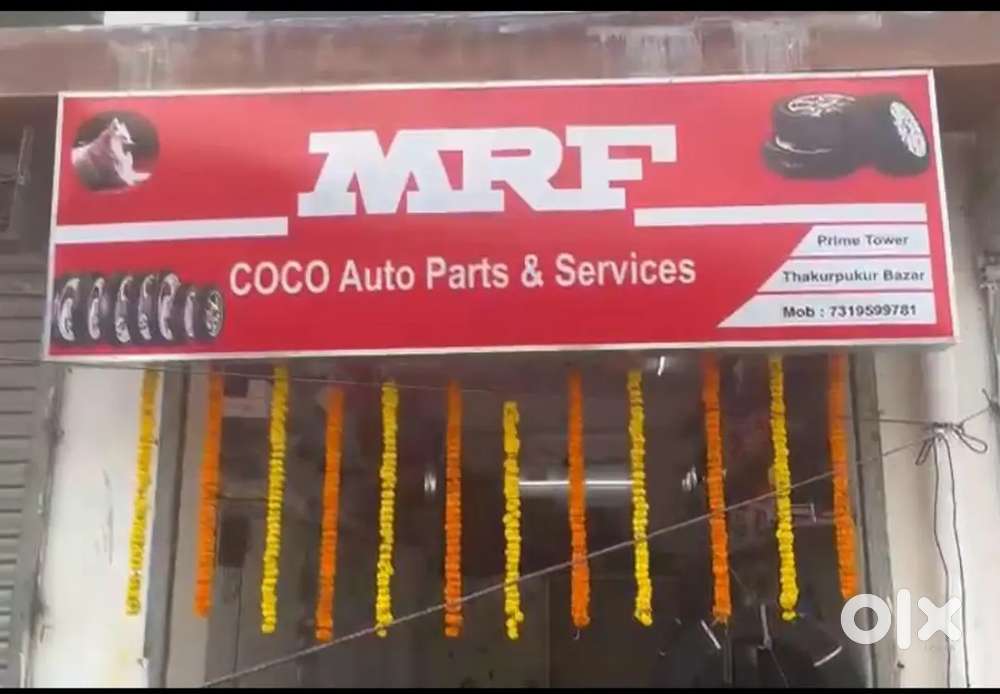 MRF
COCO Auto Parts & Services
Prime Tower
Thakurpukur Bazar
Mob : 7319599781
olx